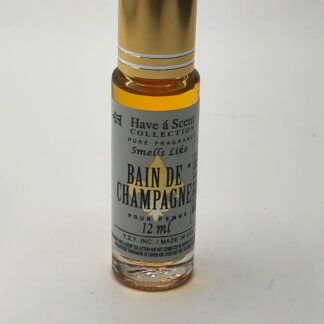 Have á Scent
COLLECTION
PURE FRAGRANCE
Smells Like
BAIN DE
CHAMPAGNE
POUR FEMME
12 ml
Y.Z.Y. INC. / MADE IN U.S.A.